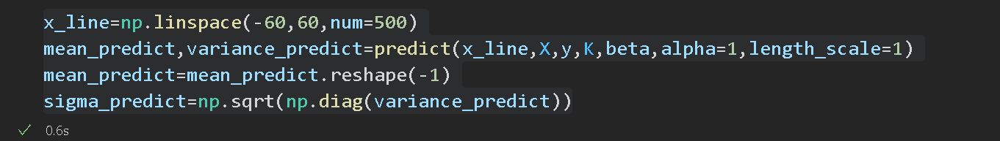 x_line=np.linspace(-60,60,num=500)
mean_predict,variance_predict=predict(x_line,X,y,K,beta,alpha=1,length_scale=1)
mean_predict=mean_predict.reshape(-1)
sigma_predict=np.sqrt(np.diag(variance_predict))
✓ 0.6s